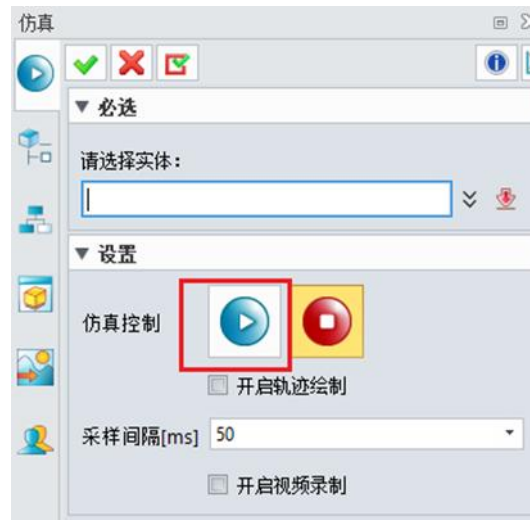 仿真
必选
请选择实体：
设置
仿真控制
开启轨迹绘制
采样间隔[ms] 50
开启视频录制